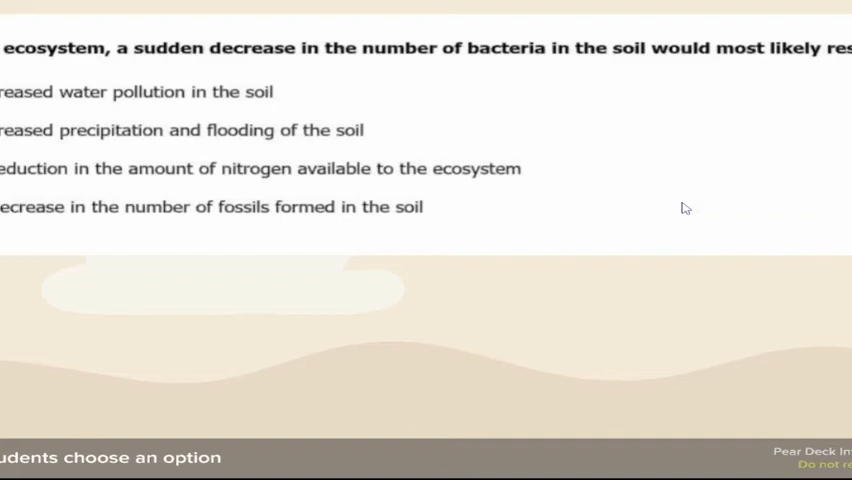 ecosystem, a sudden decrease in the number of bacteria in the soil would most likely res
reased water pollution in the soil
reased precipitation and flooding of the soil
eduction in the amount of nitrogen available to the ecosystem
ecrease in the number of fossils formed in the soil
udents choose an option
Pear Deck In
Do not re